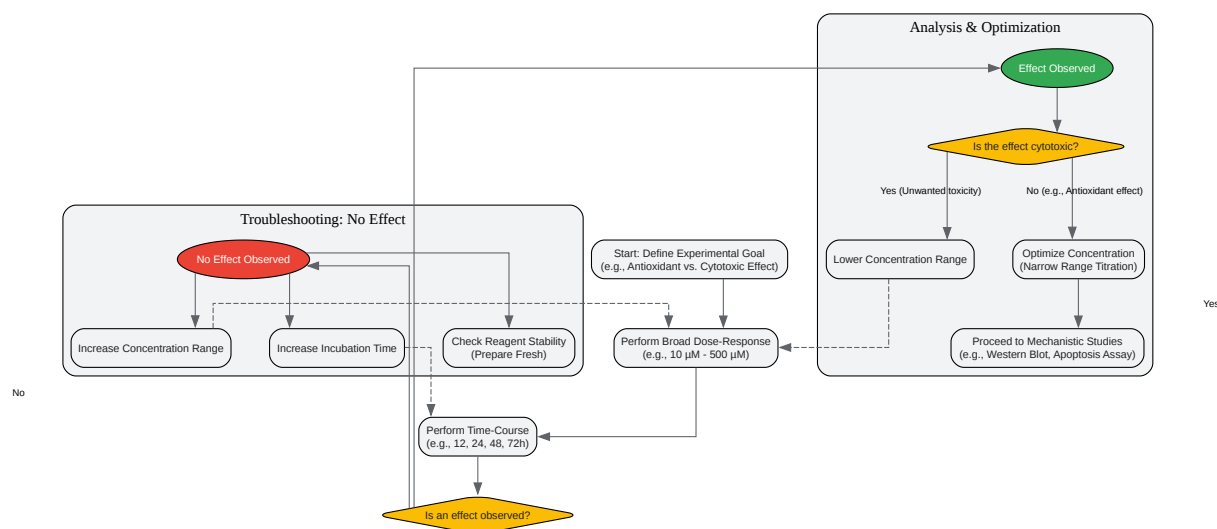 Analysis & Optimization
Effect Observed
Is the effect cytotoxic?
Yes (Unwanted toxicity)
No (e.g., Antioxidant effect)
Troubleshooting: No Effect
No Effect Observed
Start: Define Experimental Goal
(e.g., Antioxidant vs. Cytotoxic Effect)
Lower Concentration Range
Optimize Concentration
(Narrow Range Titration)
Yes
Increase Concentration Range
Increase Incubation Time
Check Reagent Stability
(Prepare Fresh)
Perform Broad Dose-Response
(e.g., 10 µM - 500 µM)
Proceed to Mechanistic Studies
(e.g., Western Blot, Apoptosis Assay)
No
Perform Time-Course
(e.g., 12, 24, 48, 72h)
Is an effect observed?